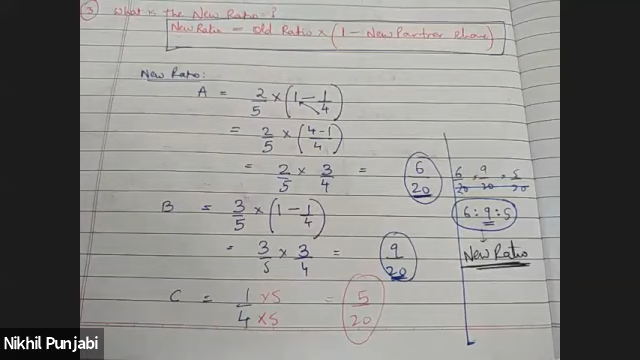 ③ What is the New Ratio ?
New Ratio = Old Ratio × (1 - New Partner Share)
New Ratio:
A = 2/5 × (1 - 1/4)
= 2/5 × (4-1/4)
= 2/5 × 3/4 = 6/20
B = 3/5 × (1 - 1/4)
= 3/5 × 3/4 = 9/20
C = 1/4 ×5/×5 = 5/20
6/20 : 9/20 : 5/20
6 : 9 : 5
New Ratio
Nikhil Punjabi